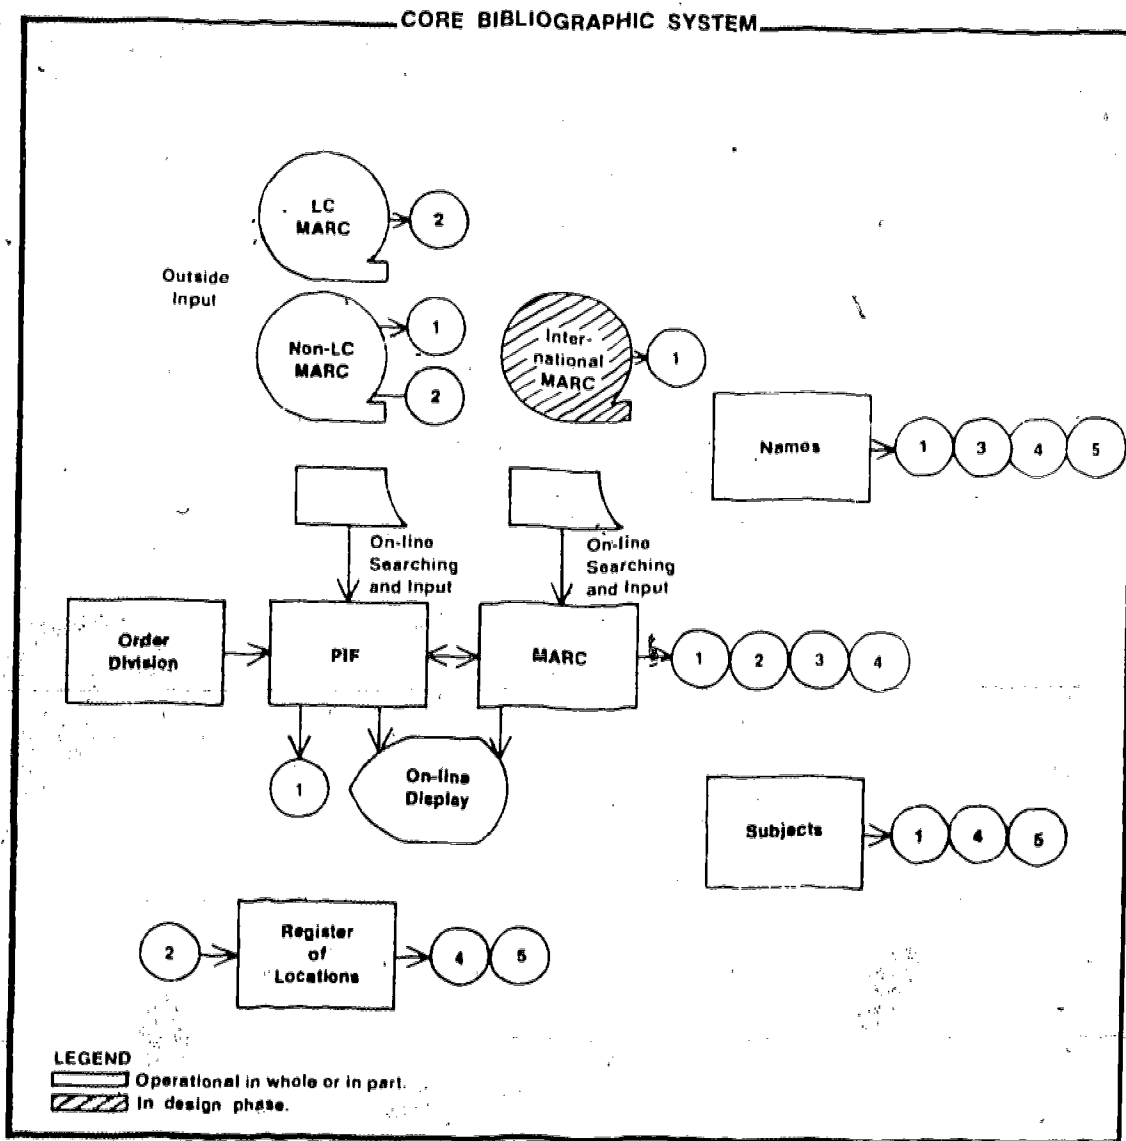 CORE BIBLIOGRAPHIC SYSTEM
LC
MARC
2
Outside
Input
Non-LC
MARC
1
2
Inter-
national
MARC
1
Names
1 3 4 5
On-line
Searching
and Input
On-line
Searching
and Input
Order
Division
PIF
MARC
1 2 3 4
1
On-line
Display
Subjects
1 4 5
2
Register
of
Locations
4 5
LEGEND
Operational in whole or in part.
In design phase.